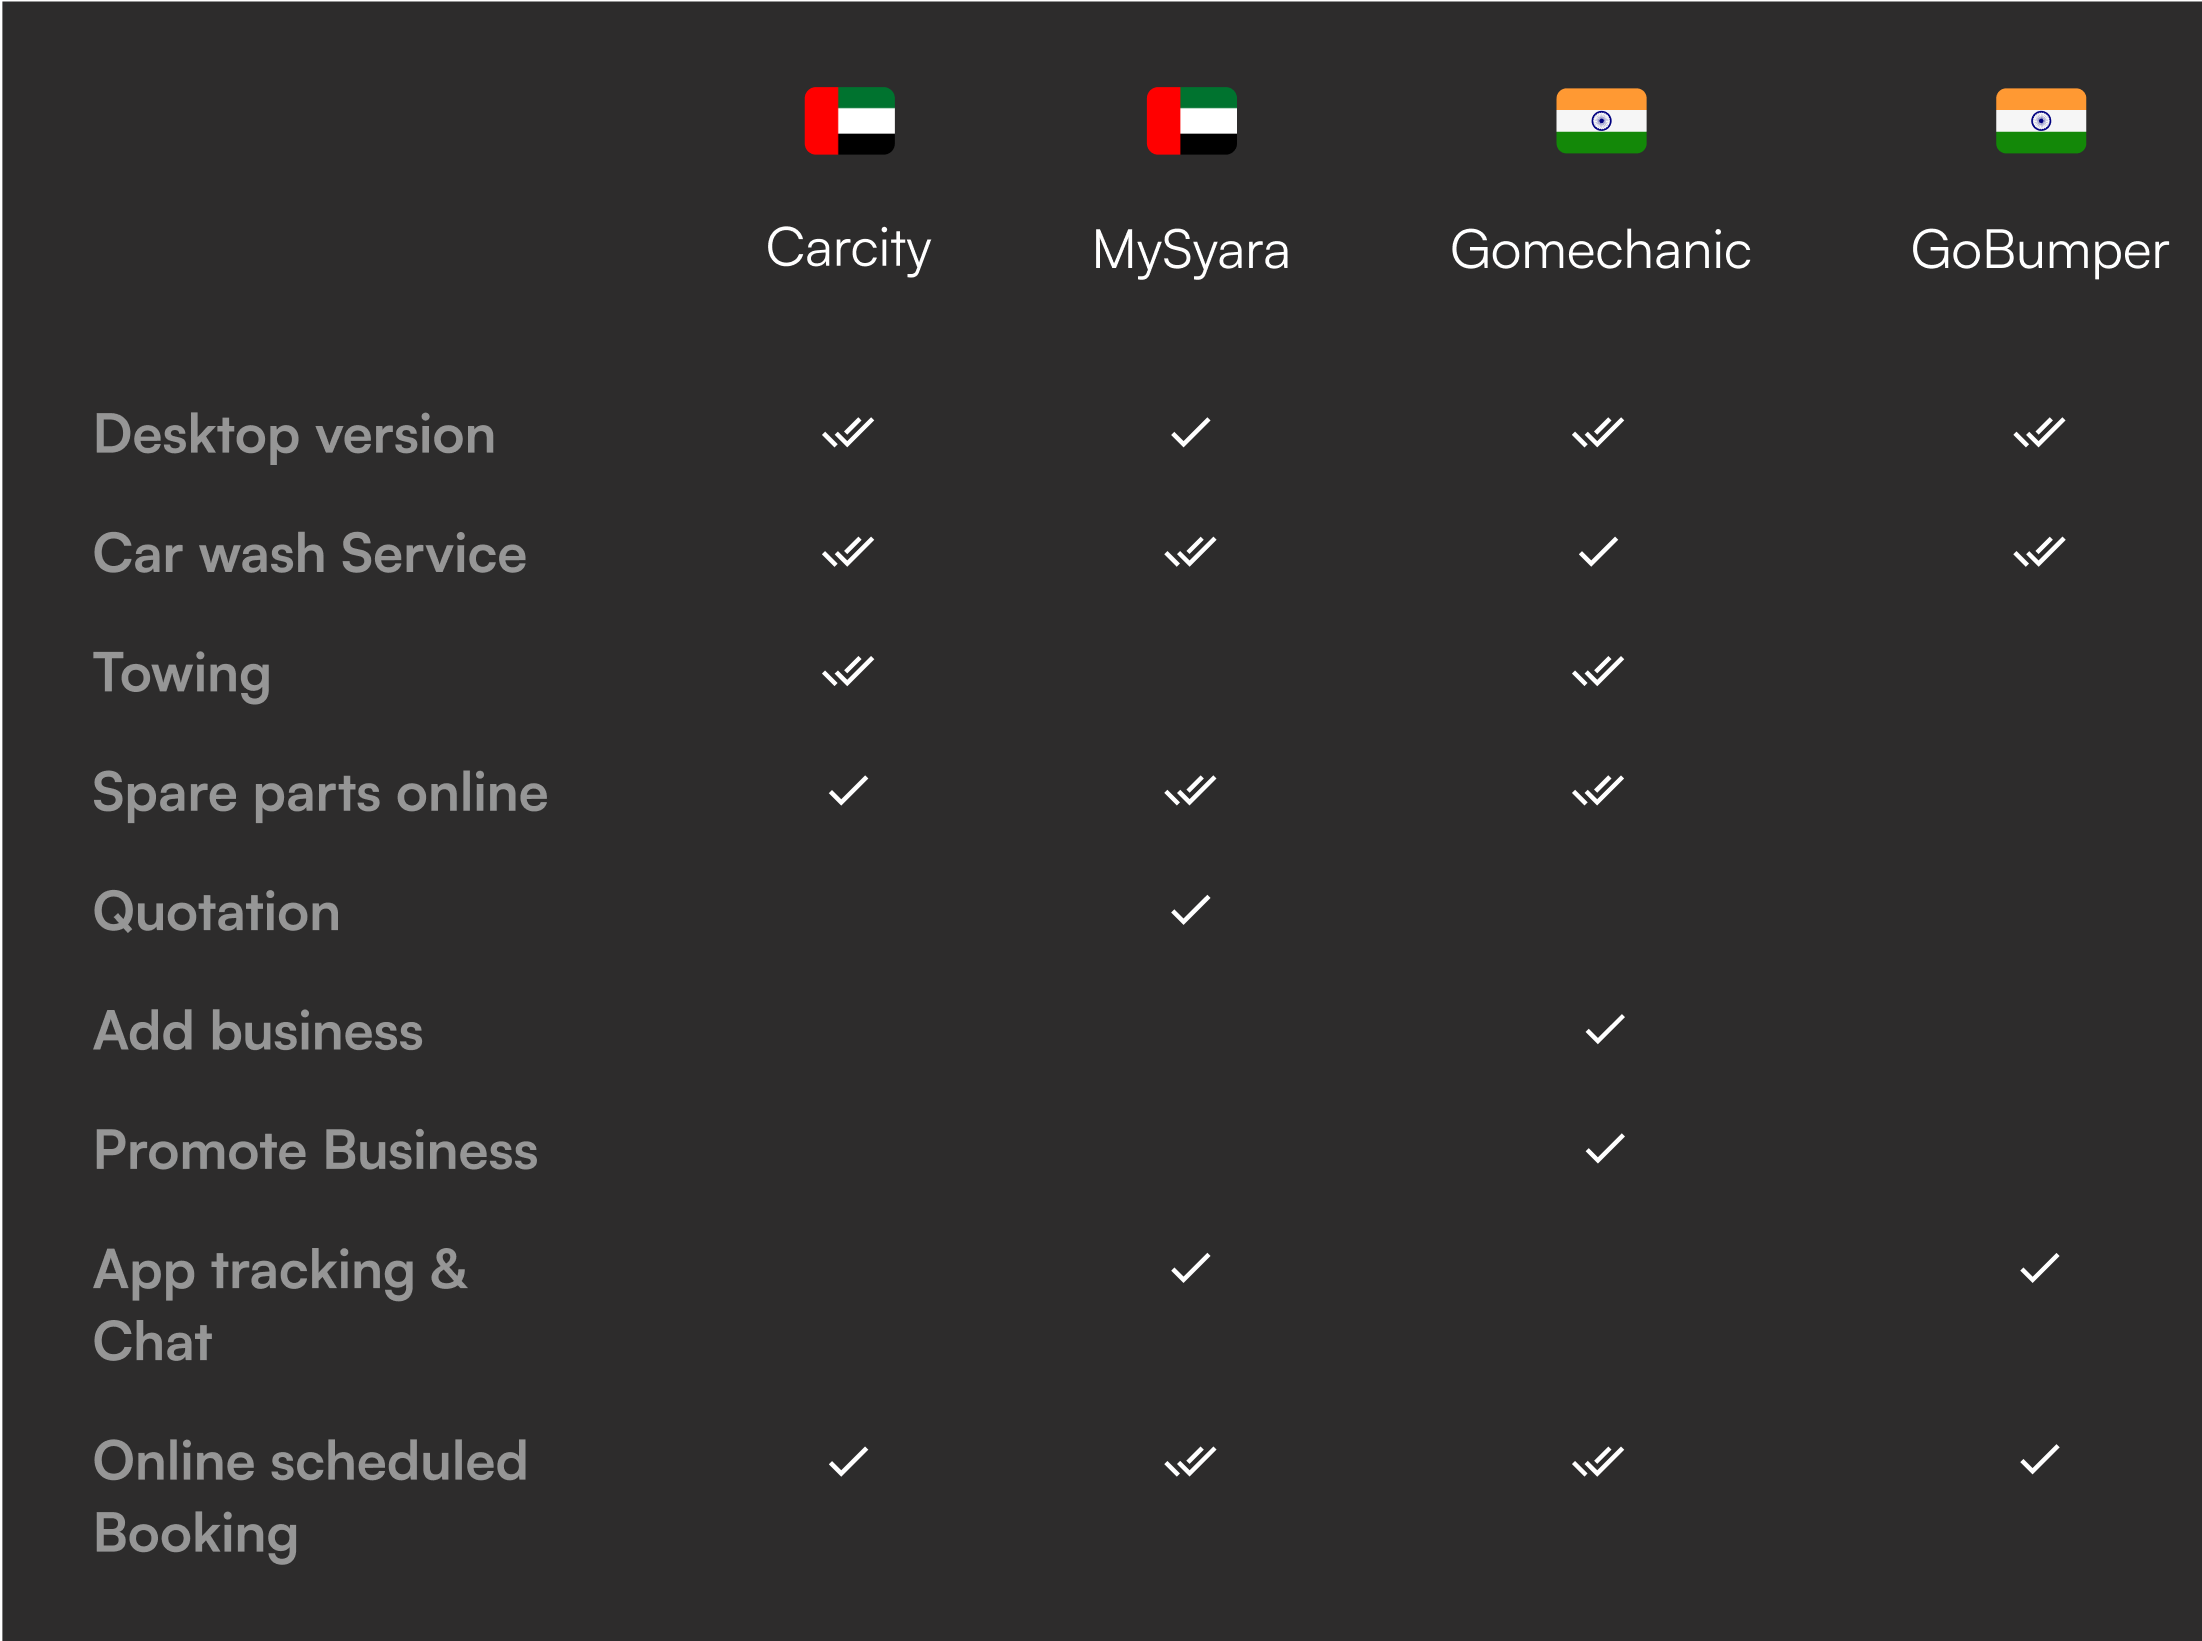 Carcity MySyara Gomechanic GoBumper
Desktop version
Car wash Service
Towing
Spare parts online
Quotation
Add business
Promote Business
App tracking &
Chat
Online scheduled
Booking